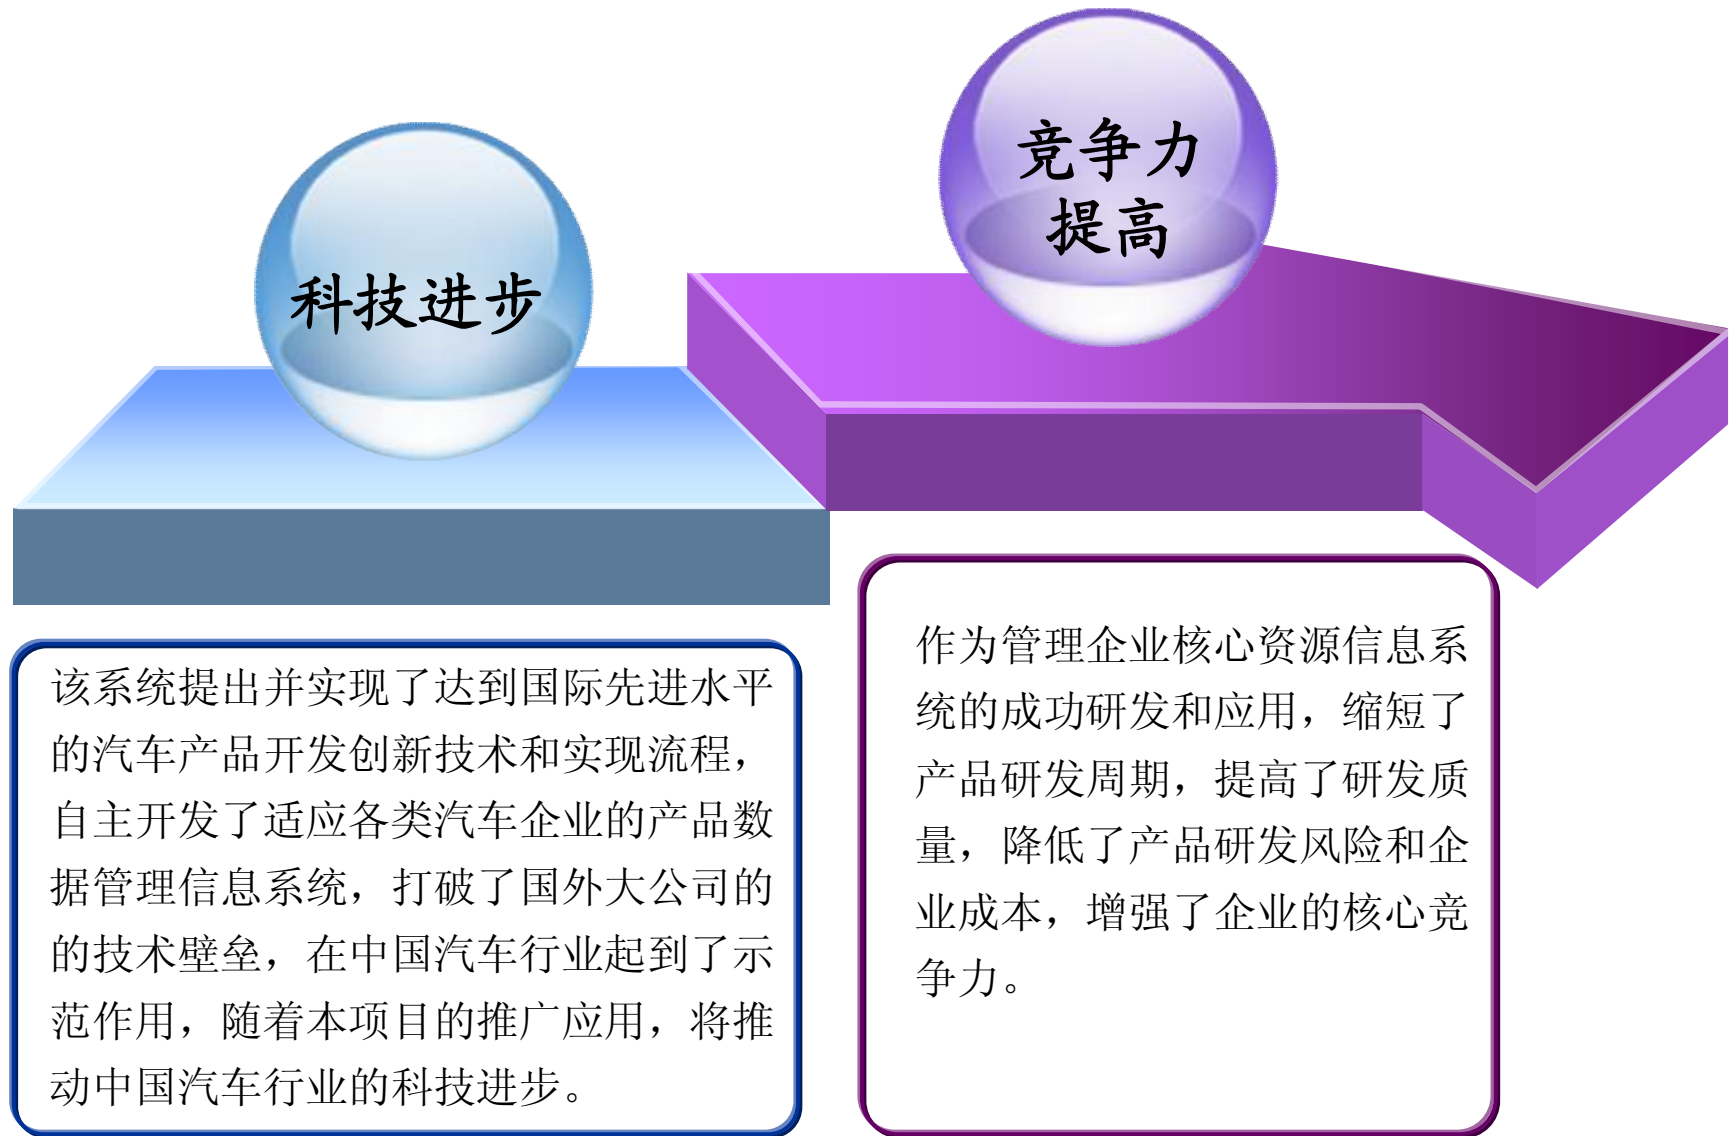 科技进步
竞争力
提高
该系统提出并实现了达到国际先进水平
的汽车产品开发创新技术和实现流程，
自主开发了适应各类汽车企业的产品数
据管理信息系统，打破了国外大公司的
的技术壁垒，在中国汽车行业起到了示
范作用，随着本项目的推广应用，将推
动中国汽车行业的科技进步。
作为管理企业核心资源信息系
统的成功研发和应用，缩短了
产品研发周期，提高了研发质
量，降低了产品研发风险和企
业成本，增强了企业的核心竞
争力。